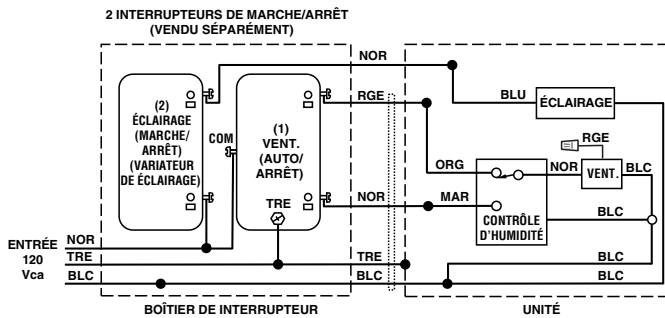 2 INTERRUPTEURS DE MARCHE/ARRÊT
(VENDU SÉPARÉMENT)
NOR
(2)
ÉCLAIRAGE
(MARCHE/
ARRÊT)
(VARIATEUR
DE ÉCLAIRAGE)
COM
(1)
VENT.
(AUTO/
ARRÊT)
TRE
RGE
NOR
BLU
ÉCLAIRAGE
RGE
ORG
NOR
VENT.
BLC
MAR
CONTRÔLE
D'HUMIDITÉ
BLC
ENTRÉE
120
Vca
NOR
TRE
BLC
TRE
BLC
BLC
BLC
BOÎTIER DE INTERRUPTEUR
UNITÉ